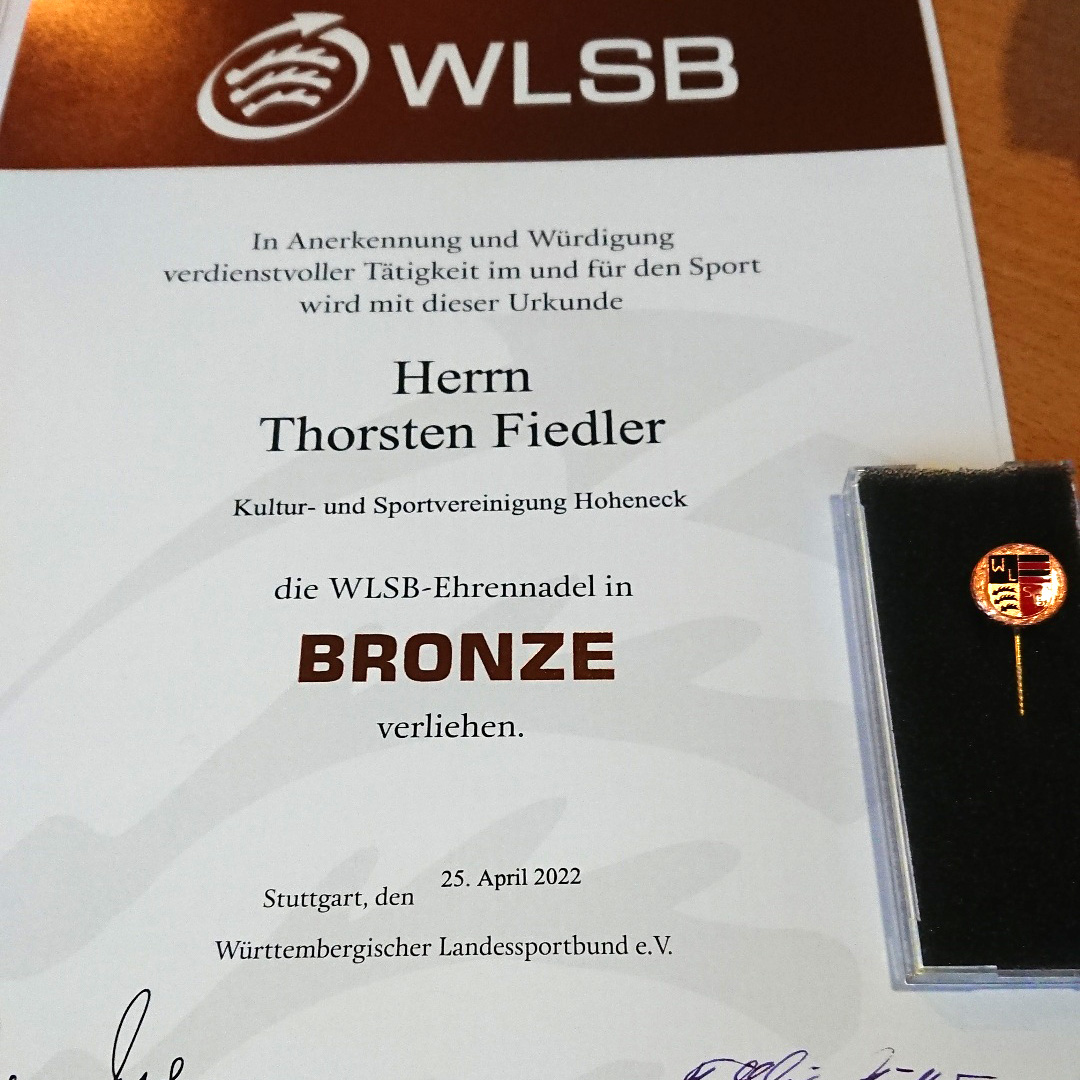 WLSB
In Anerkennung und Würdigung
verdienstvoller Tätigkeit im und für den Sport
wird mit dieser Urkunde
Herrn
Thorsten Fiedler
Kultur- und Sportvereinigung Hoheneck
die WLSB-Ehrennadel in
BRONZE
verliehen.
Stuttgart, den 25. April 2022
Württembergischer Landessportbund e.V.
W L
S